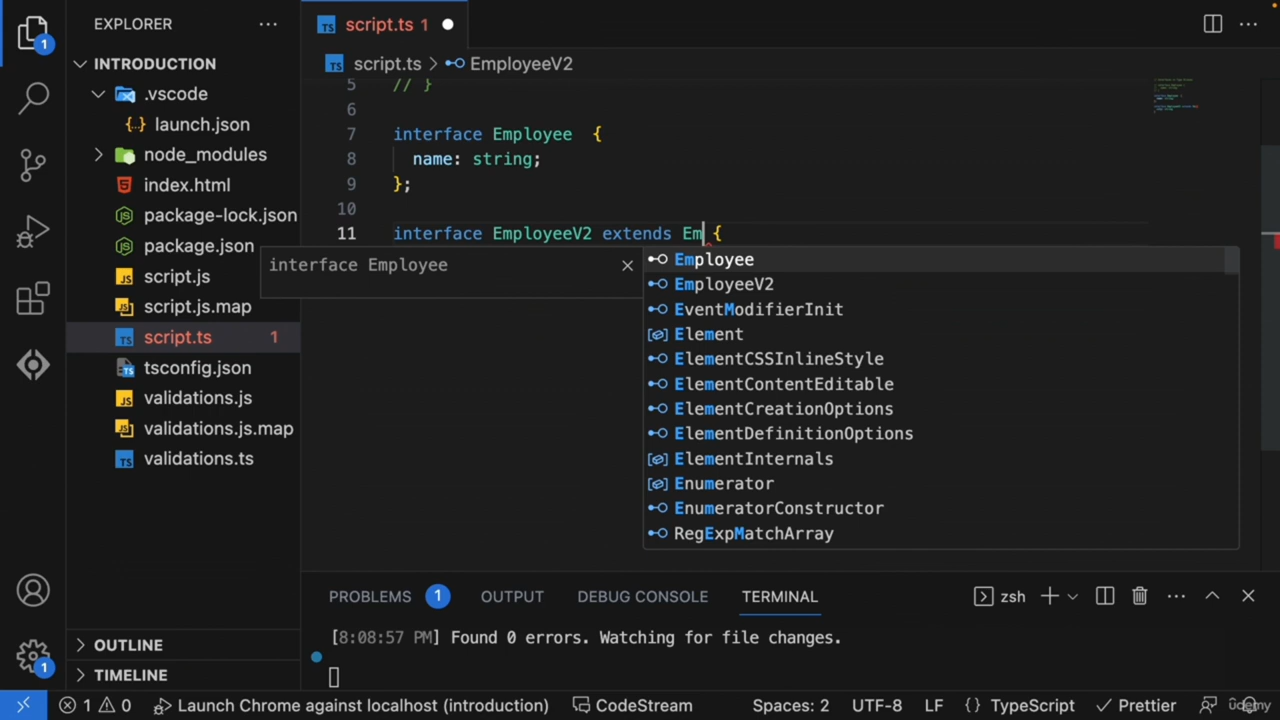 EXPLORER
INTRODUCTION
.vscode
launch.json
node_modules
index.html
package-lock.json
package.json
script.js
script.js.map
script.ts 1
tsconfig.json
validations.js
validations.js.map
validations.ts
OUTLINE
TIMELINE
1
1
script.ts 1
script.ts > EmployeeV2
5 // }
6
7 interface Employee {
8 name: string;
9 };
10
11 interface EmployeeV2 extends Em {
interface Employee
Employee
EmployeeV2
EventModifierInit
Element
ElementCSSInlineStyle
ElementContentEditable
ElementCreationOptions
ElementDefinitionOptions
ElementInternals
Enumerator
EnumeratorConstructor
RegExpMatchArray
PROBLEMS 1 OUTPUT DEBUG CONSOLE TERMINAL zsh
[8:08:57 PM] Found 0 errors. Watching for file changes.
1 0 Launch Chrome against localhost (introduction) CodeStream Spaces: 2 UTF-8 LF {} TypeScript Prettier
udemy